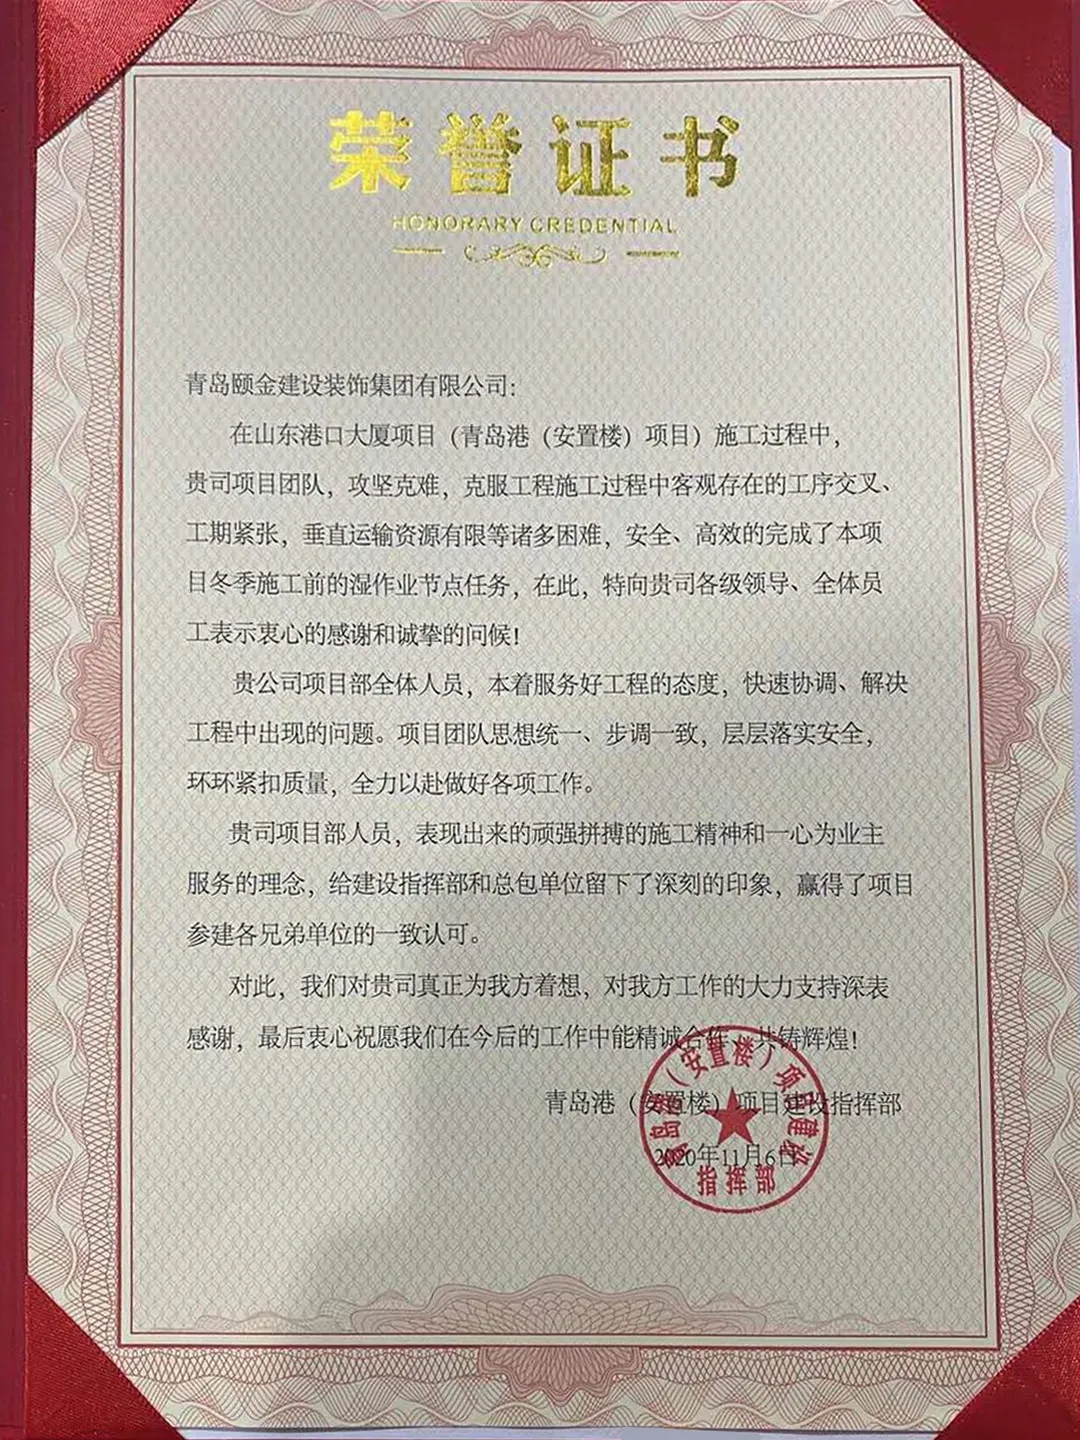 荣誉证书
HONORARY CREDENTIAL
青岛颐金建设装饰集团有限公司：
在山东港口大厦项目（青岛港（安置楼）项目）施工过程中，
贵司项目团队，攻坚克难，克服工程施工过程中客观存在的工序交叉、
工期紧张，垂直运输资源有限等诸多困难，安全、高效的完成了本项
目冬季施工前的湿作业节点任务，在此，特向贵司各级领导、全体员
工表示衷心的感谢和诚挚的问候！
贵公司项目部全体人员，本着服务好工程的态度，快速协调、解决
工程中出现的问题。项目团队思想统一、步调一致，层层落实安全，
环环紧扣质量，全力以赴做好各项工作。
贵司项目部人员，表现出来的顽强拼搏的施工精神和一心为业主
服务的理念，给建设指挥部和总包单位留下了深刻的印象，赢得了项目
参建各兄弟单位的一致认可。
对此，我们对贵司真正为我方着想，对我方工作的大力支持深表
感谢，最后衷心祝愿我们在今后的工作中能精诚合作、共铸辉煌！
青岛港（安置楼）项目建设指挥部
2020年11月6日
青岛港（安置楼）项目建设
指挥部